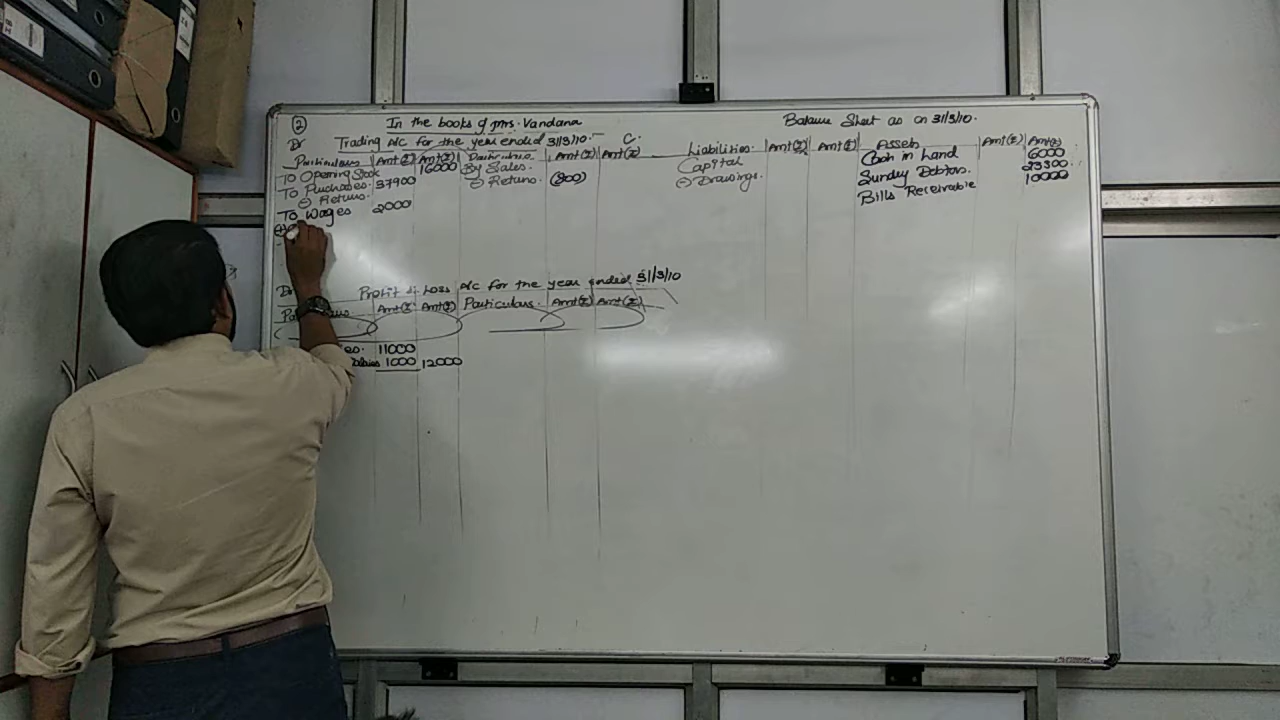 ②
In the books of Mrs. Vandana
Dr Trading A/c for the year ended 31/3/10. C.
Particulars Amt(₹) Amt(₹) Particulars Amt(₹) Amt(₹)
To Opening Stock 16000 By Sales.
To Purchases. 37900 ⊖ Return. (200)
⊖ Return.
To Wages 2000
⊕ O
Dr Profit & Loss A/c for the year ended 31/3/10
Amt(₹) Amt(₹) Particulars. Amt(₹) Amt(₹)
11000
1000 12000
Balance Sheet as on 31/3/10.
Liabilities. Amt(₹) Amt(₹) Assets Amt(₹) Amt(₹)
Capital Cash in hand 6000
⊖ Drawings. Sundry Debtors. 23300
Bills Receivable 10000